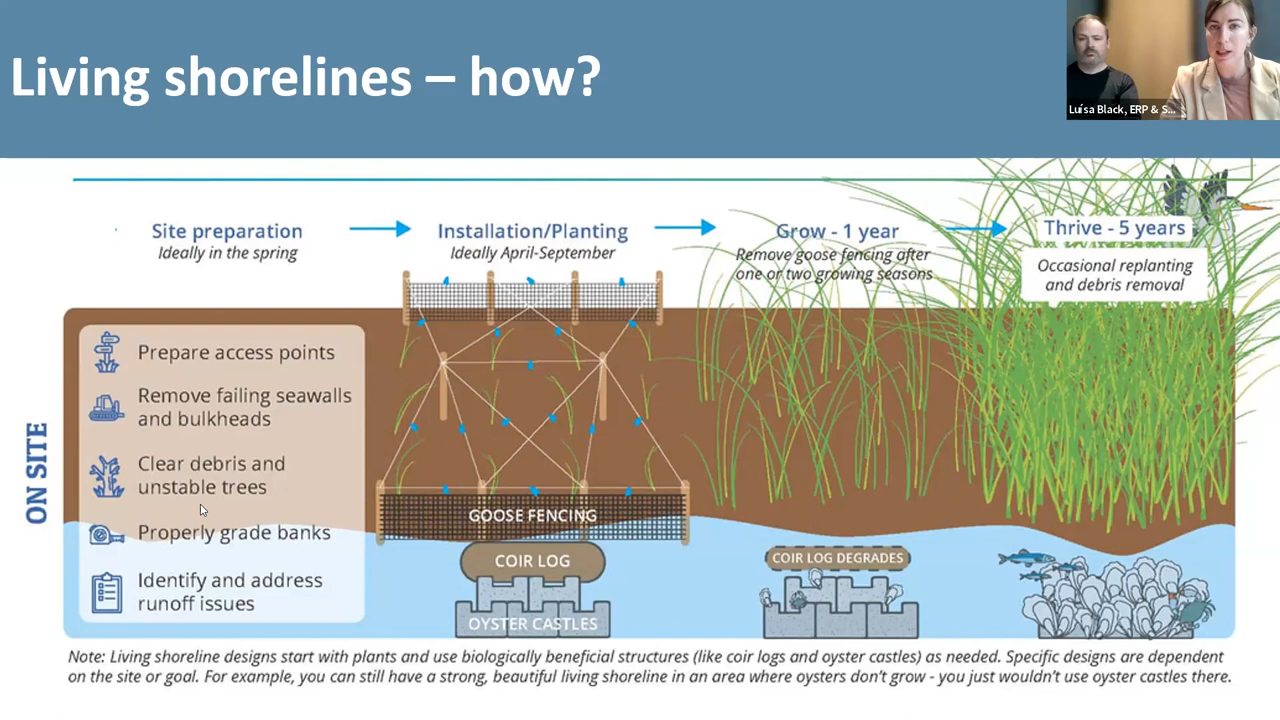 Living shorelines – how?
Luísa Black, ERP & S...
Site preparation
Ideally in the spring
Installation/Planting
Ideally April-September
Grow - 1 year
Remove goose fencing after
one or two growing seasons
Thrive - 5 years
Occasional replanting
and debris removal
ON SITE
Prepare access points
Remove failing seawalls
and bulkheads
Clear debris and
unstable trees
Properly grade banks
Identify and address
runoff issues
GOOSE FENCING
COIR LOG
OYSTER CASTLES
COIR LOG DEGRADES
Note: Living shoreline designs start with plants and use biologically beneficial structures (like coir logs and oyster castles) as needed. Specific designs are dependent
on the site or goal. For example, you can still have a strong, beautiful living shoreline in an area where oysters don't grow - you just wouldn't use oyster castles there.